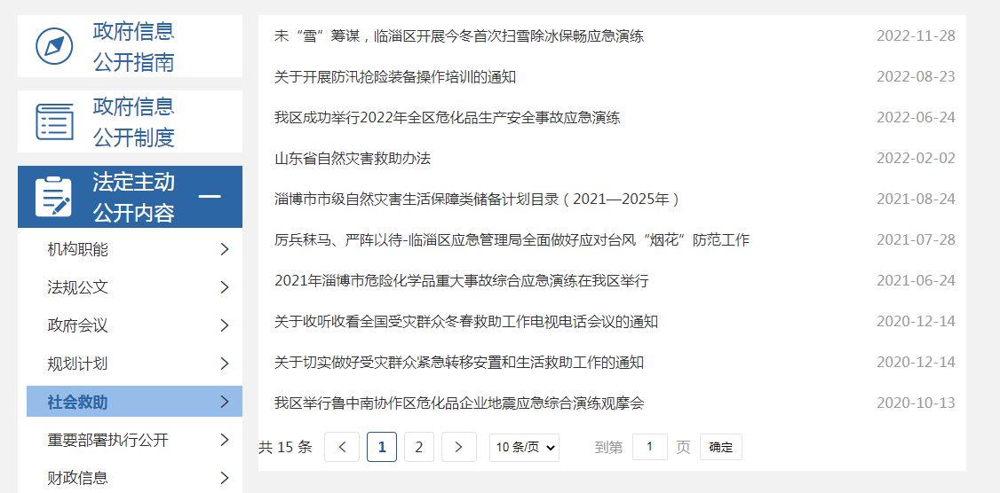 政府信息
公开指南
政府信息
公开制度
法定主动
公开内容
机构职能
法规公文
政府会议
规划计划
社会救助
重要部署执行公开
财政信息
未“雪”筹谋，临淄区开展今冬首次扫雪除冰保畅应急演练 2022-11-28
关于开展防汛抢险装备操作培训的通知 2022-08-23
我区成功举行2022年全区危化品生产安全事故应急演练 2022-06-24
山东省自然灾害救助办法 2022-02-02
淄博市市级自然灾害生活保障类储备计划目录（2021—2025年） 2021-08-24
厉兵秣马、严阵以待-临淄区应急管理局全面做好应对台风“烟花”防范工作 2021-07-28
2021年淄博市危险化学品重大事故综合应急演练在我区举行 2021-06-24
关于收听收看全国受灾群众冬春救助工作电视电话会议的通知 2020-12-14
关于切实做好受灾群众紧急转移安置和生活救助工作的通知 2020-12-14
我区举行鲁中南协作区危化品企业地震应急综合演练观摩会 2020-10-13
共 15 条 1 2 10 条/页 到第 1 页 确定